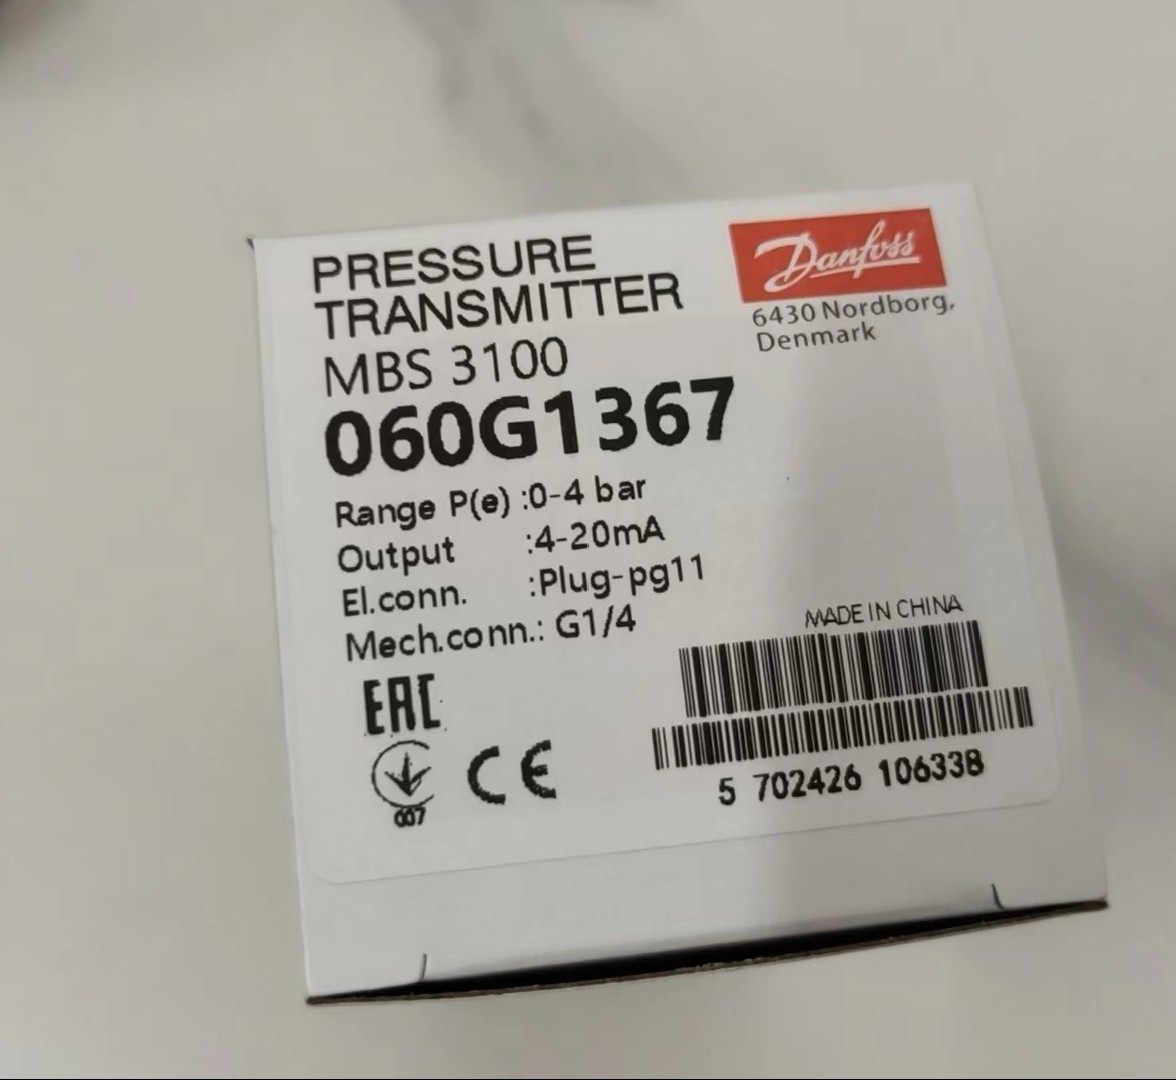 PRESSURE
TRANSMITTER
MBS 3100
060G1367
Danfoss
6430 Nordborg,
Denmark
Range P(e) :0-4 bar
Output :4-20mA
El.conn. :Plug-pg11
Mech.conn.: G1/4
MADE IN CHINA
EAC
007
CE
5 702426 106338